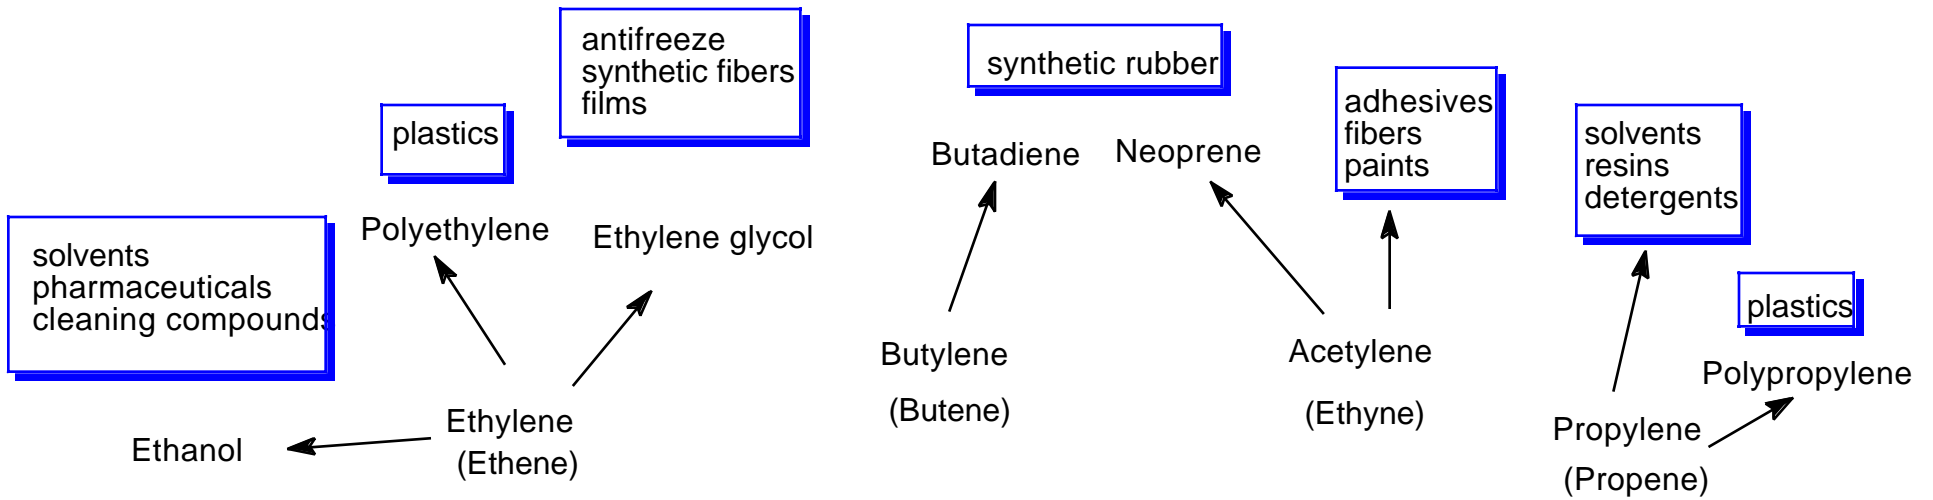 antifreeze
synthetic fibers
films
plastics
Polyethylene
Ethylene glycol
solvents
pharmaceuticals
cleaning compounds
Ethanol
Ethylene
(Ethene)
synthetic rubber
Butadiene
Neoprene
Butylene
(Butene)
adhesives
fibers
paints
Acetylene
(Ethyne)
solvents
resins
detergents
plastics
Polypropylene
Propylene
(Propene)